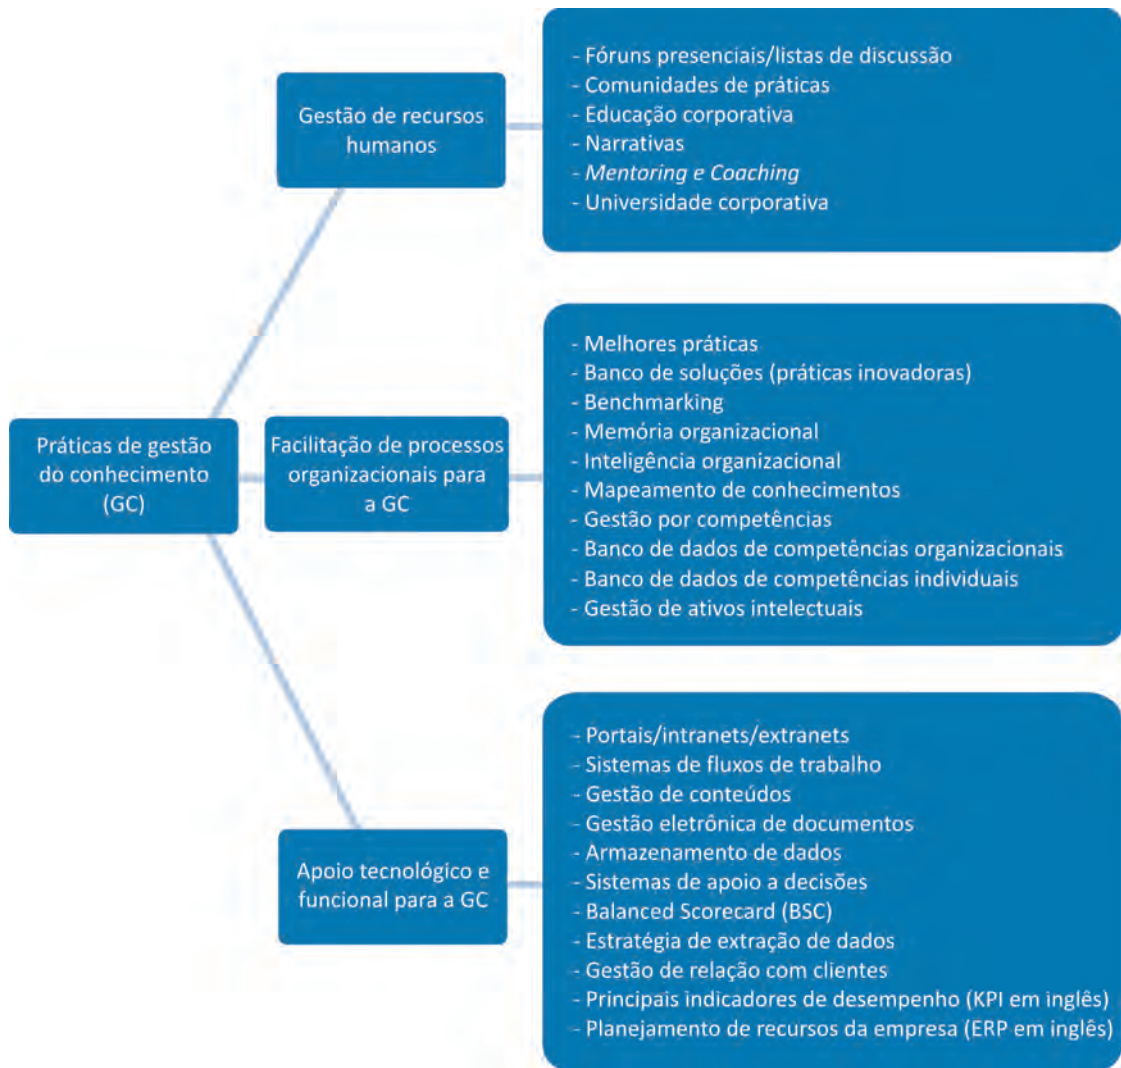 Práticas de gestão
do conhecimento
(GC)
Gestão de recursos
humanos
- Fóruns presenciais/listas de discussão
- Comunidades de práticas
- Educação corporativa
- Narrativas
- Mentoring e Coaching
- Universidade corporativa
Facilitação de processos
organizacionais para
a GC
- Melhores práticas
- Banco de soluções (práticas inovadoras)
- Benchmarking
- Memória organizacional
- Inteligência organizacional
- Mapeamento de conhecimentos
- Gestão por competências
- Banco de dados de competências organizacionais
- Banco de dados de competências individuais
- Gestão de ativos intelectuais
Apoio tecnológico e
funcional para a GC
- Portais/intranets/extranets
- Sistemas de fluxos de trabalho
- Gestão de conteúdos
- Gestão eletrônica de documentos
- Armazenamento de dados
- Sistemas de apoio a decisões
- Balanced Scorecard (BSC)
- Estratégia de extração de dados
- Gestão de relação com clientes
- Principais indicadores de desempenho (KPI em inglês)
- Planejamento de recursos da empresa (ERP em inglês)